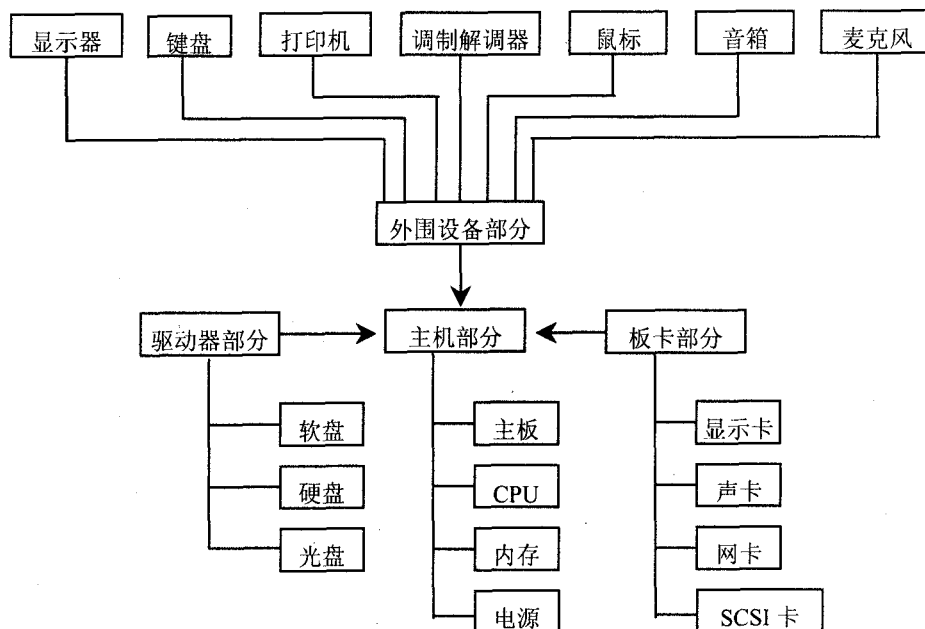 显示器
键盘
打印机
调制解调器
鼠标
音箱
麦克风
外围设备部分
驱动器部分
主机部分
板卡部分
软盘
主板
显示卡
硬盘
CPU
声卡
光盘
内存
网卡
电源
SCSI 卡